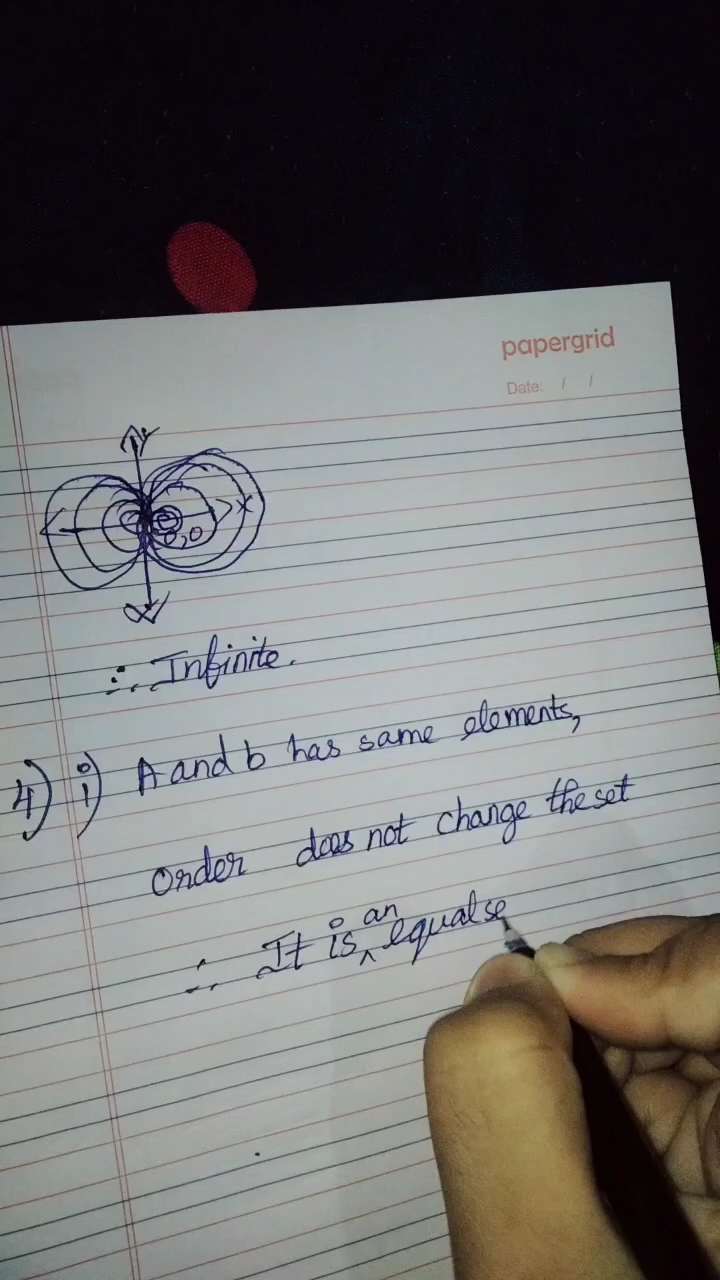 papergrid
Date: / /
Y
X
0,0
∴ Infinite.
4) i) A and b has same elements,
Order does not change the set
∴ It is an equal se